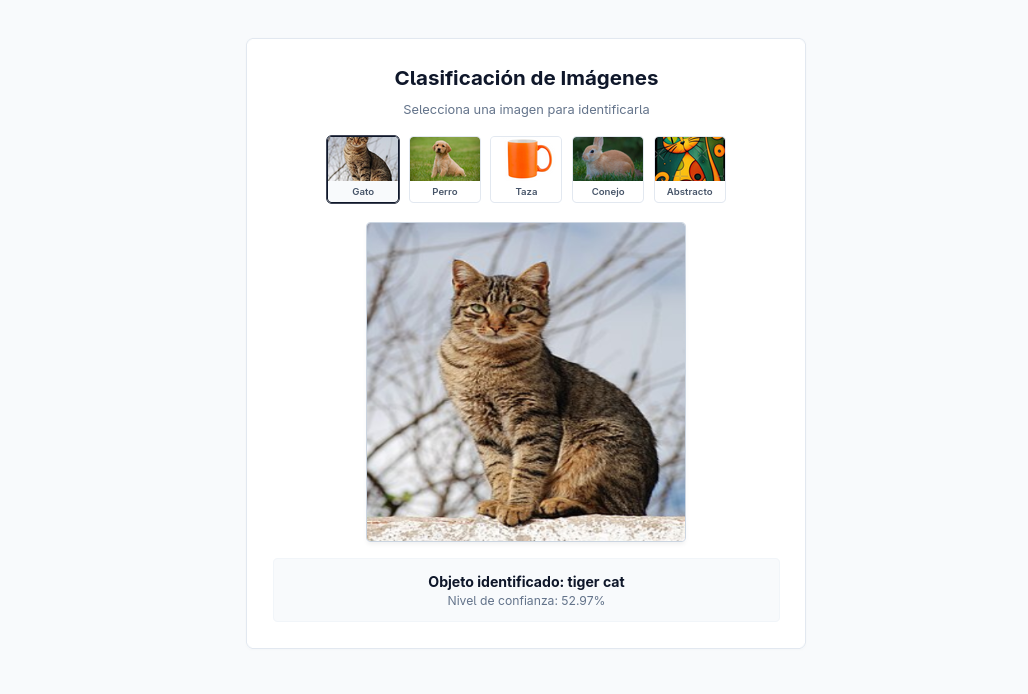 Clasificación de Imágenes
Selecciona una imagen para identificarla
Gato
Perro
Taza
Conejo
Abstracto
Objeto identificado: tiger cat
Nivel de confianza: 52.97%